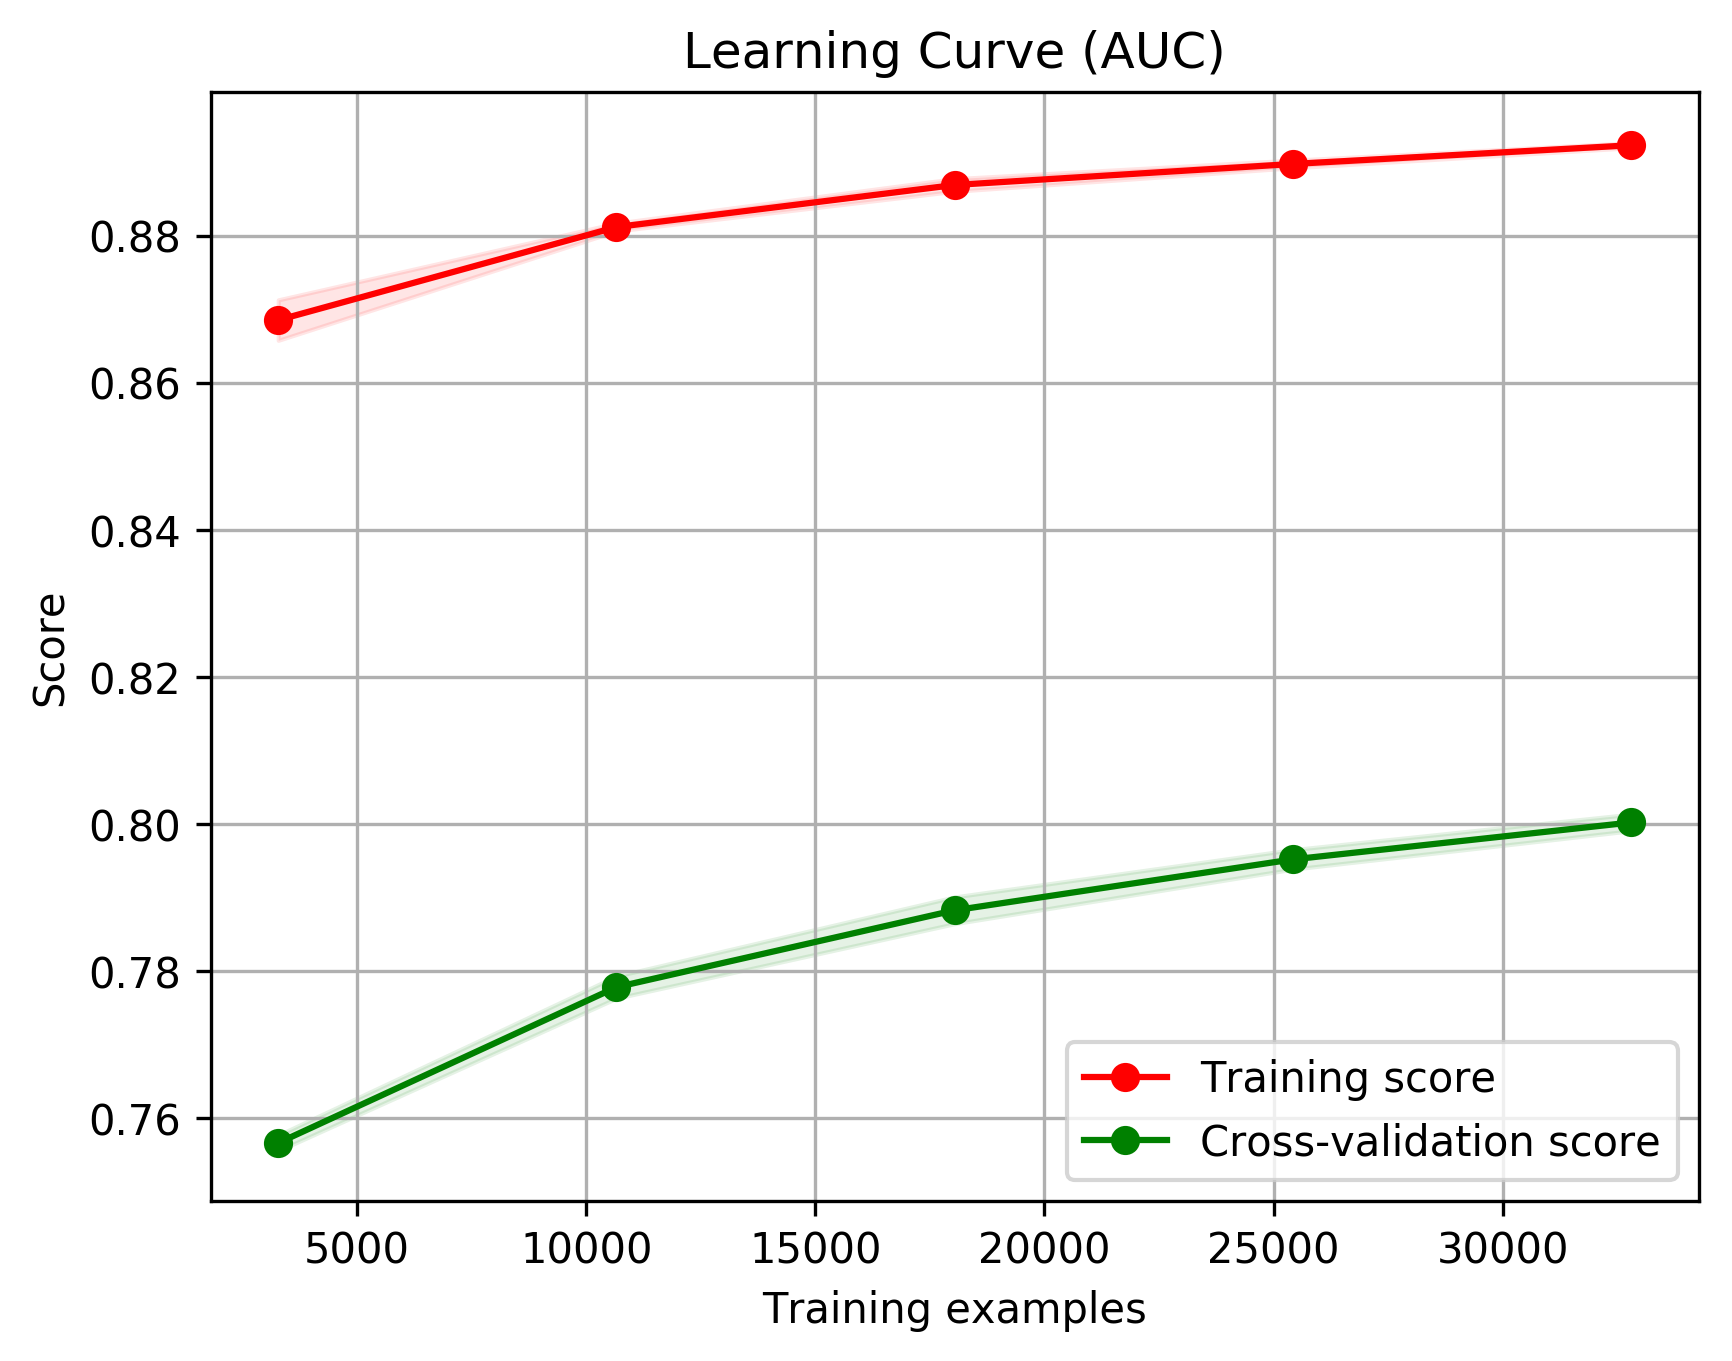 Learning Curve (AUC)
Score
0.88
0.86
0.84
0.82
0.80
0.78
0.76
Training score
Cross-validation score
5000 10000 15000 20000 25000 30000
Training examples